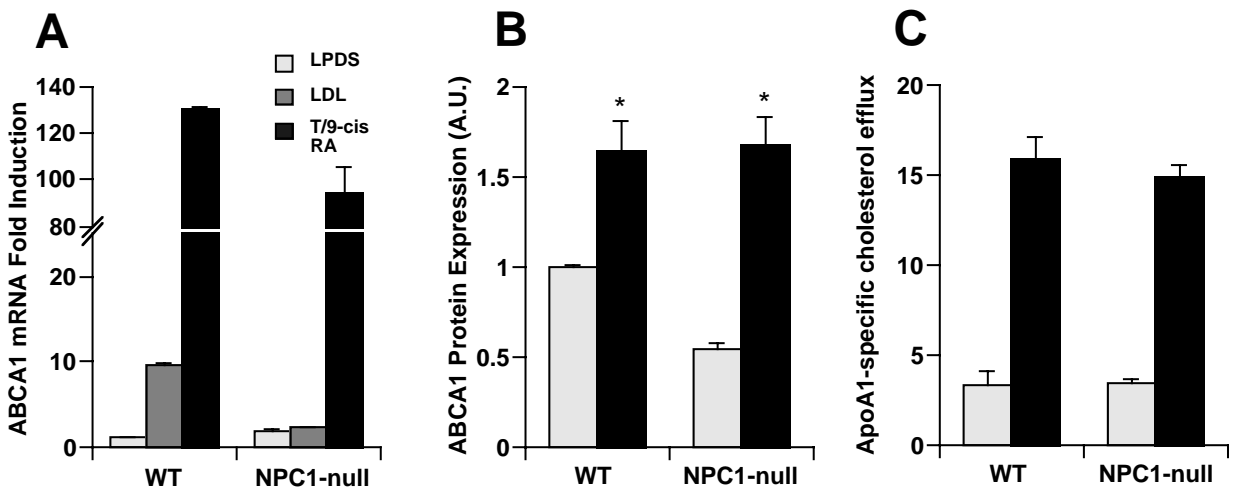 A
LPDS
LDL
T/9-cis
RA
ABCA1 mRNA Fold Induction
140
120
100
80
20
10
0
WT
NPC1-null
B
ABCA1 Protein Expression (A.U.)
2
1.5
1
0.5
0
*
*
WT
NPC1-null
C
ApoA1-specific cholesterol efflux
20
15
10
5
0
WT
NPC1-null